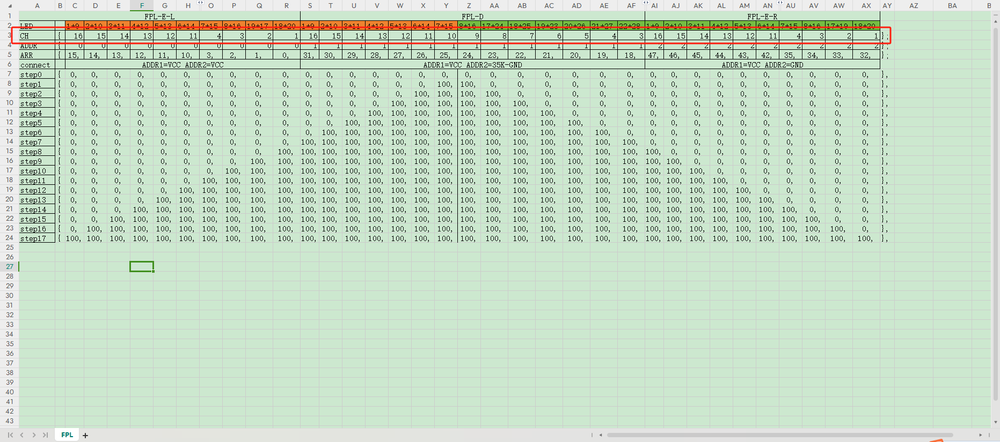 A B C D E F G H O P Q R S T U V W X Y Z AA AB AC AD AE AF AI AJ AK AL AM AN AU AV AW AX AY AZ BA B
1 FPL-E-L FPL-D FPL-E-R
2 LED 1+9 2+10 3+11 4+12 5+13 6+14 7+15 8+16 19+17 18+20 1+9 2+10 3+11 4+12 5+13 6+14 7+15 8+16 17+24 18+25 19+23 20+26 21+27 22+28 1+9 2+10 3+11 4+12 5+13 6+14 7+15 8+16 17+19 18+20
3 CH { 16 15 14 13 12 11 4 3 2 1 16 15 14 13 12 11 10 9 8 7 6 5 4 3 16 15 14 13 12 11 4 3 2 1 };
4 ADDR { 0 0 0 0 0 0 0 0 0 0 1 1 1 1 1 1 1 1 1 1 1 1 1 1 2 2 2 2 2 2 2 2 2 2 };
5 ARR { 15, 14, 13, 12, 11, 10, 3, 2, 1, 0, 31, 30, 29, 28, 27, 26, 25, 24, 23, 22, 21, 20, 19, 18, 47, 46, 45, 44, 43, 42, 35, 34, 33, 32, };
6 connect ADDR1=VCC ADDR2=VCC ADDR1=VCC ADDR2=35K-GND ADDR1=VCC ADDR2=GND
7 step0 { 0, 0, 0, 0, 0, 0, 0, 0, 0, 0, 0, 0, 0, 0, 0, 0, 0, 0, 0, 0, 0, 0, 0, 0, 0, 0, 0, 0, 0, 0, 0, 0, 0, 0, },
8 step1 { 0, 0, 0, 0, 0, 0, 0, 0, 0, 0, 0, 0, 0, 0, 0, 0, 100, 100, 0, 0, 0, 0, 0, 0, 0, 0, 0, 0, 0, 0, 0, 0, 0, 0, },
9 step2 { 0, 0, 0, 0, 0, 0, 0, 0, 0, 0, 0, 0, 0, 0, 0, 100, 100, 100, 100, 0, 0, 0, 0, 0, 0, 0, 0, 0, 0, 0, 0, 0, 0, 0, },
10 step3 { 0, 0, 0, 0, 0, 0, 0, 0, 0, 0, 0, 0, 0, 0, 100, 100, 100, 100, 100, 100, 0, 0, 0, 0, 0, 0, 0, 0, 0, 0, 0, 0, 0, 0, },
11 step4 { 0, 0, 0, 0, 0, 0, 0, 0, 0, 0, 0, 0, 0, 100, 100, 100, 100, 100, 100, 100, 100, 0, 0, 0, 0, 0, 0, 0, 0, 0, 0, 0, 0, 0, },
12 step5 { 0, 0, 0, 0, 0, 0, 0, 0, 0, 0, 0, 0, 100, 100, 100, 100, 100, 100, 100, 100, 100, 100, 0, 0, 0, 0, 0, 0, 0, 0, 0, 0, 0, 0, },
13 step6 { 0, 0, 0, 0, 0, 0, 0, 0, 0, 0, 0, 100, 100, 100, 100, 100, 100, 100, 100, 100, 100, 100, 100, 0, 0, 0, 0, 0, 0, 0, 0, 0, 0, 0, },
14 step7 { 0, 0, 0, 0, 0, 0, 0, 0, 0, 0, 100, 100, 100, 100, 100, 100, 100, 100, 100, 100, 100, 100, 100, 100, 0, 0, 0, 0, 0, 0, 0, 0, 0, 0, },
15 step8 { 0, 0, 0, 0, 0, 0, 0, 0, 0, 100, 100, 100, 100, 100, 100, 100, 100, 100, 100, 100, 100, 100, 100, 100, 100, 0, 0, 0, 0, 0, 0, 0, 0, 0, },
16 step9 { 0, 0, 0, 0, 0, 0, 0, 0, 100, 100, 100, 100, 100, 100, 100, 100, 100, 100, 100, 100, 100, 100, 100, 100, 100, 100, 0, 0, 0, 0, 0, 0, 0, 0, },
17 step10 { 0, 0, 0, 0, 0, 0, 0, 100, 100, 100, 100, 100, 100, 100, 100, 100, 100, 100, 100, 100, 100, 100, 100, 100, 100, 100, 100, 0, 0, 0, 0, 0, 0, 0, },
18 step11 { 0, 0, 0, 0, 0, 0, 100, 100, 100, 100, 100, 100, 100, 100, 100, 100, 100, 100, 100, 100, 100, 100, 100, 100, 100, 100, 100, 100, 0, 0, 0, 0, 0, 0, },
19 step12 { 0, 0, 0, 0, 0, 100, 100, 100, 100, 100, 100, 100, 100, 100, 100, 100, 100, 100, 100, 100, 100, 100, 100, 100, 100, 100, 100, 100, 100, 0, 0, 0, 0, 0, },
20 step13 { 0, 0, 0, 0, 100, 100, 100, 100, 100, 100, 100, 100, 100, 100, 100, 100, 100, 100, 100, 100, 100, 100, 100, 100, 100, 100, 100, 100, 100, 100, 0, 0, 0, 0, },
21 step14 { 0, 0, 0, 100, 100, 100, 100, 100, 100, 100, 100, 100, 100, 100, 100, 100, 100, 100, 100, 100, 100, 100, 100, 100, 100, 100, 100, 100, 100, 100, 100, 0, 0, 0, },
22 step15 { 0, 0, 100, 100, 100, 100, 100, 100, 100, 100, 100, 100, 100, 100, 100, 100, 100, 100, 100, 100, 100, 100, 100, 100, 100, 100, 100, 100, 100, 100, 100, 100, 0, 0, },
23 step16 { 0, 100, 100, 100, 100, 100, 100, 100, 100, 100, 100, 100, 100, 100, 100, 100, 100, 100, 100, 100, 100, 100, 100, 100, 100, 100, 100, 100, 100, 100, 100, 100, 100, 0, },
24 step17 { 100, 100, 100, 100, 100, 100, 100, 100, 100, 100, 100, 100, 100, 100, 100, 100, 100, 100, 100, 100, 100, 100, 100, 100, 100, 100, 100, 100, 100, 100, 100, 100, 100, 100, },
25
26
27
28
29
30
31
32
33
34
35
36
37
38
39
40
41
42
43
FPL +